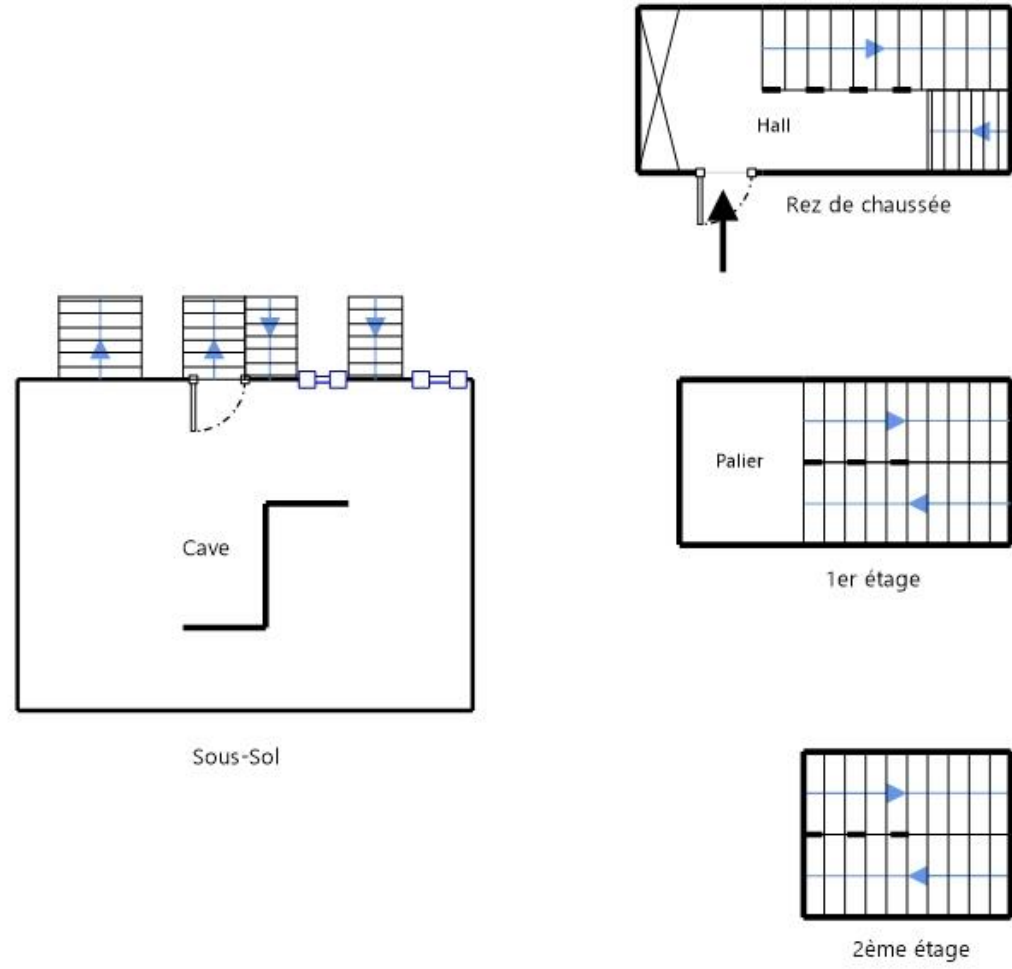 Hall
Rez de chaussée
Palier
1er étage
Cave
Sous-Sol
2ème étage